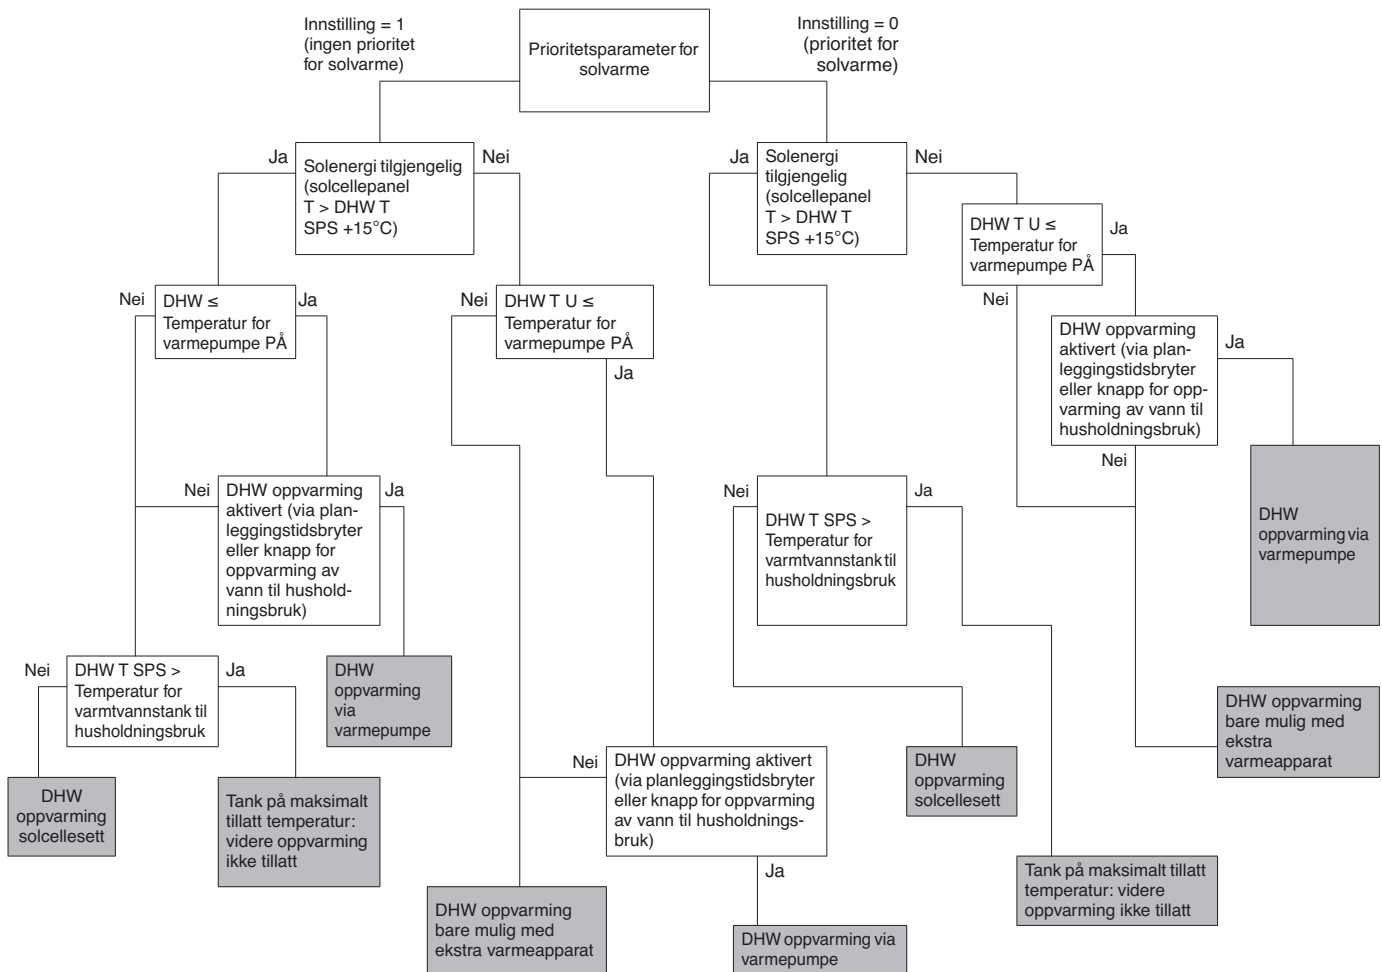 Innstilling = 1
(ingen prioritet
for solvarme)
Prioritetsparameter for
solvarme
Innstilling = 0
(prioritet for
solvarme)
Ja
Solenergi tilgjengelig
(solcellepanel
T > DHW T
SPS +15°C)
Nei
Ja
Solenergi
tilgjengelig
(solcellepanel
T > DHW T
SPS +15°C)
Nei
DHW T U ≤
Temperatur for
varmepumpe PÅ
Ja
Nei
Nei
DHW ≤
Temperatur for
varmepumpe PÅ
Ja
Nei
DHW T U ≤
Temperatur for
varmepumpe PÅ
Ja
DHW oppvarming
aktivert (via plan-
leggingstidsbryter
eller knapp for opp-
varming av vann til
husholdningsbruk)
Ja
Nei
Nei
DHW oppvarming
aktivert (via plan-
leggingstidsbryter
eller knapp for
oppvarming av
vann til hushold-
ningsbruk)
Ja
Nei
DHW T SPS >
Temperatur for
varmtvannstank til
husholdningsbruk
Ja
DHW
oppvarming via
varmepumpe
Nei
DHW T SPS >
Temperatur for
varmtvannstank til
husholdningsbruk
Ja
DHW
oppvarming
via
varmepumpe
DHW oppvarming
bare mulig med
ekstra
varmeapparat
DHW
oppvarming
solcellesett
Tank på maksimalt
tillatt temperatur:
videre oppvarming
ikke tillatt
Nei
DHW oppvarming aktivert
(via planleggingstidsbryter
eller knapp for oppvarming
av vann til husholdnings-
bruk)
Ja
DHW
oppvarming
solcellesett
Tank på maksimalt tillatt
temperatur: videre
oppvarming ikke tillatt
DHW oppvarming
bare mulig med
ekstra varmeapparat
DHW oppvarming via
varmepumpe